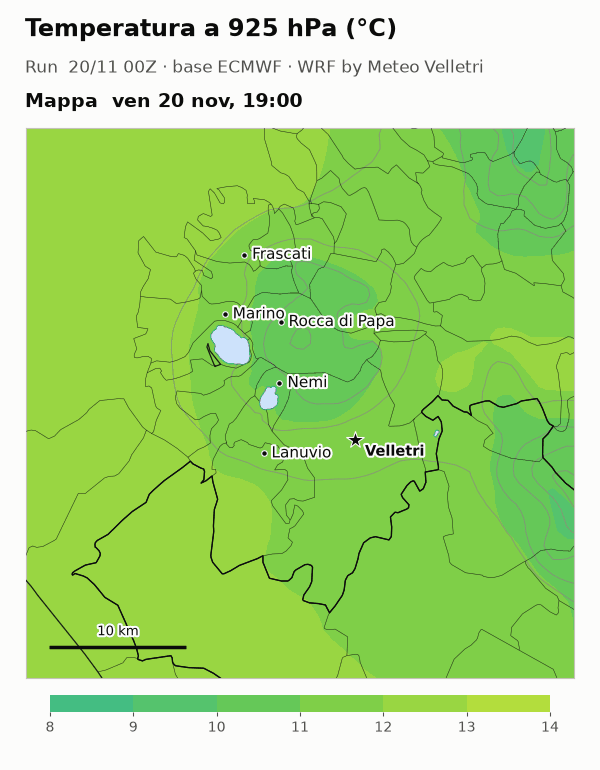 Temperatura a 925 hPa (°C)
Run  20/11 00Z · base ECMWF · WRF by Meteo Velletri
Mappa  ven 20 nov, 19:00
Frascati
Marino
Rocca di Papa
Nemi
Velletri
Lanuvio
10 km
8 9 10 11 12 13 14